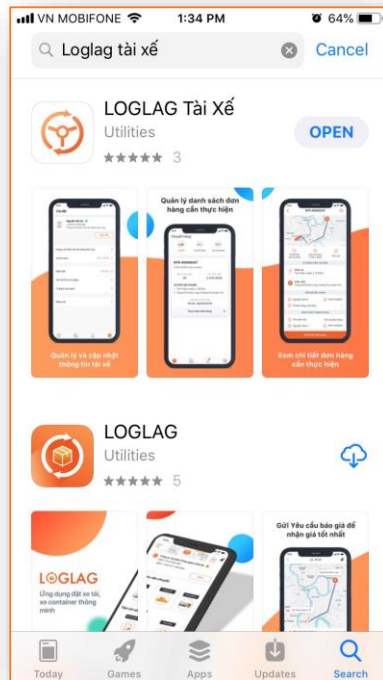 VN MOBIFONE 1:34 PM 64%
Loglag tài xế Cancel
LOGLAG Tài Xế
Utilities
OPEN
3
Quản lý và cập nhật
thông tin tài xế
Quản lý danh sách đơn
hàng cần thực hiện
Xem chi tiết đơn hàng
cần thực hiện
LOGLAG
Utilities
5
LOGLAG
Ứng dụng đặt xe tải,
xe container thông
minh
Gửi Yêu cầu báo giá để
nhận giá tốt nhất
Today Games Apps Updates Search